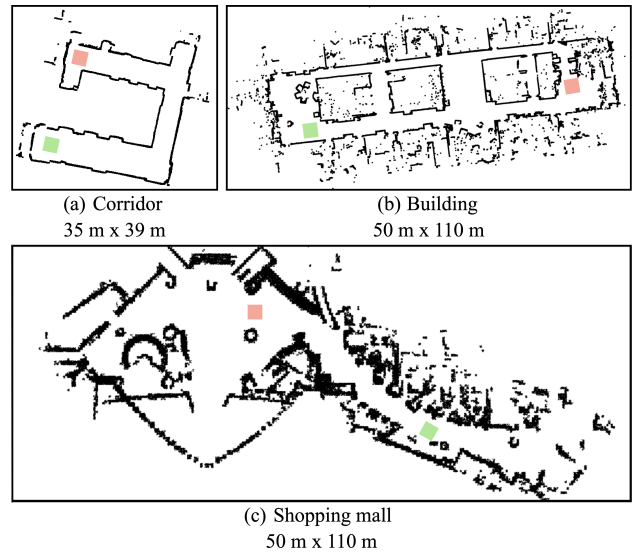 (a) Corridor
35 m x 39 m
(b) Building
50 m x 110 m
(c) Shopping mall
50 m x 110 m